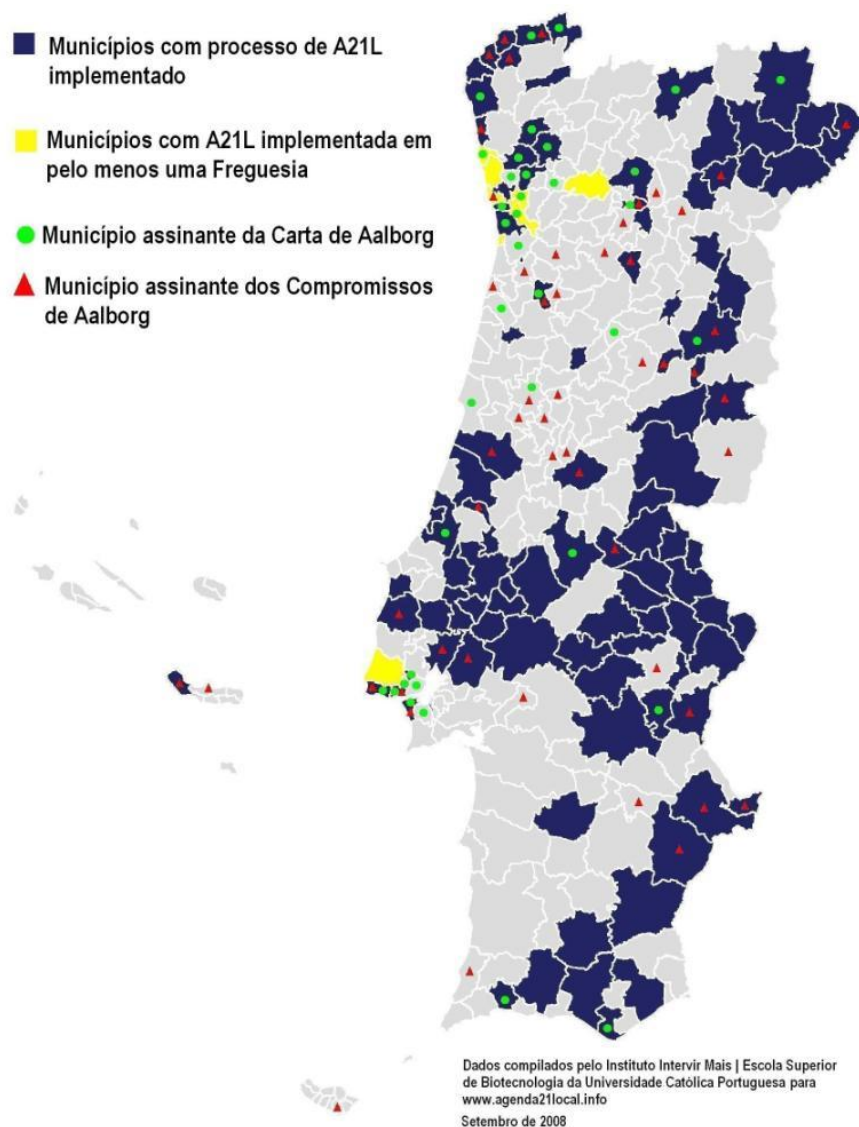 Municípios com processo de A21L
implementado
Municípios com A21L implementada em
pelo menos uma Freguesia
Município assinante da Carta de Aalborg
Município assinante dos Compromissos
de Aalborg
Dados compilados pelo Instituto Intervir Mais | Escola Superior
de Biotecnologia da Universidade Católica Portuguesa para
www.agenda21local.info
Setembro de 2008